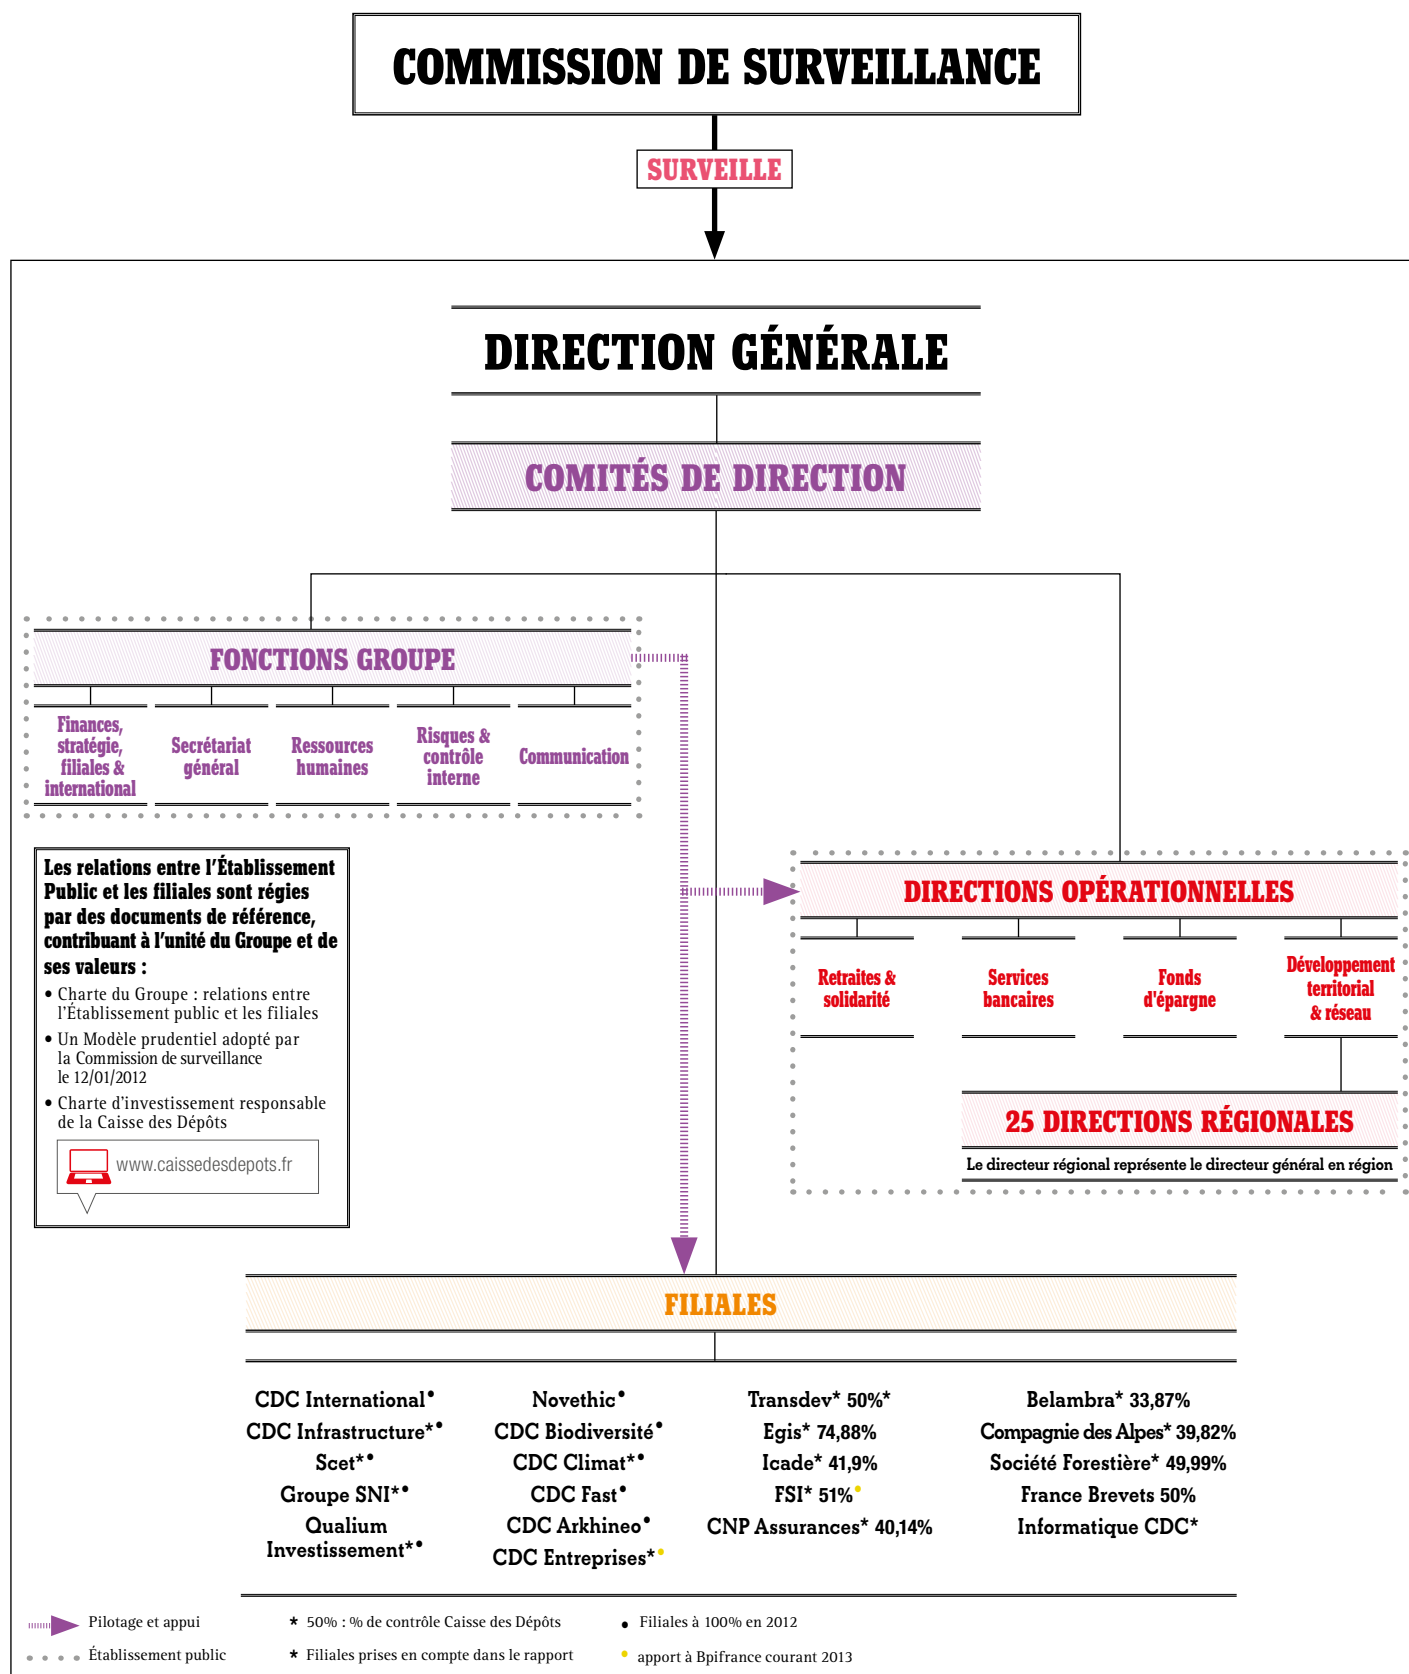 COMMISSION DE SURVEILLANCE
SURVEILLE
DIRECTION GÉNÉRALE
COMITÉS DE DIRECTION
FONCTIONS GROUPE
Finances,
stratégie,
filiales &
international
Secrétariat
général
Ressources
humaines
Risques &
contrôle
interne
Communication
Les relations entre l'Établissement
Public et les filiales sont régies
par des documents de référence,
contribuant à l'unité du Groupe et de
ses valeurs :
• Charte du Groupe : relations entre
l'Établissement public et les filiales
• Un Modèle prudentiel adopté par
la Commission de surveillance
le 12/01/2012
• Charte d'investissement responsable
de la Caisse des Dépôts
www.caissedesdepots.fr
DIRECTIONS OPÉRATIONNELLES
Retraites &
solidarité
Services
bancaires
Fonds
d'épargne
Développement
territorial
& réseau
25 DIRECTIONS RÉGIONALES
Le directeur régional représente le directeur général en région
FILIALES
CDC International•
CDC Infrastructure*•
Scet*•
Groupe SNI*•
Qualium
Investissement*•
Novethic•
CDC Biodiversité•
CDC Climat*•
CDC Fast•
CDC Arkhineo•
CDC Entreprises*•
Transdev* 50%*
Egis* 74,88%
Icade* 41,9%
FSI* 51%•
CNP Assurances* 40,14%
Belambra* 33,87%
Compagnie des Alpes* 39,82%
Société Forestière* 49,99%
France Brevets 50%
Informatique CDC*
Pilotage et appui
Établissement public
* 50% : % de contrôle Caisse des Dépôts
* Filiales prises en compte dans le rapport
• Filiales à 100% en 2012
• apport à Bpifrance courant 2013